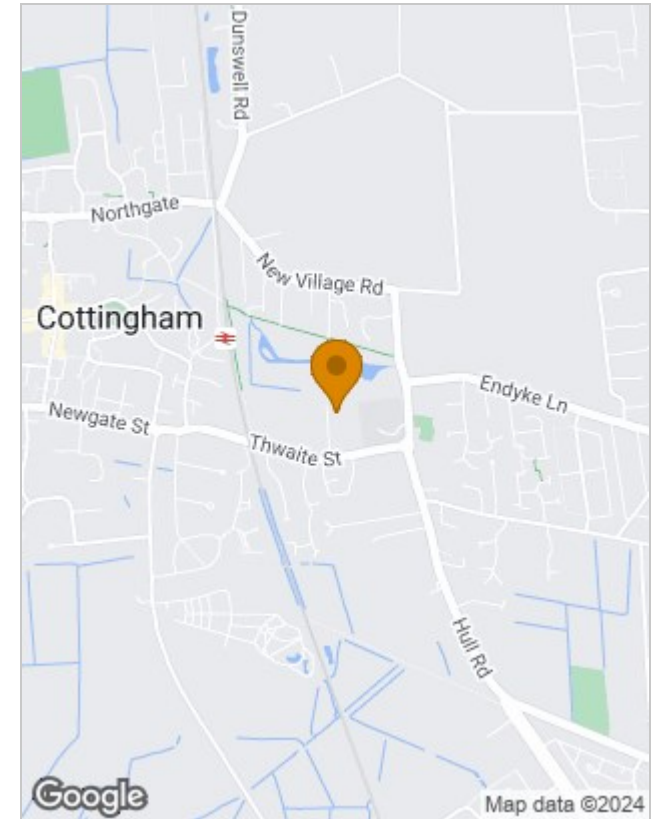 Dunswell Rd
Northgate
New Village Rd
Cottingham
Endyke Ln
Newgate St
Thwaite St
Hull Rd
Google
Map data ©2024